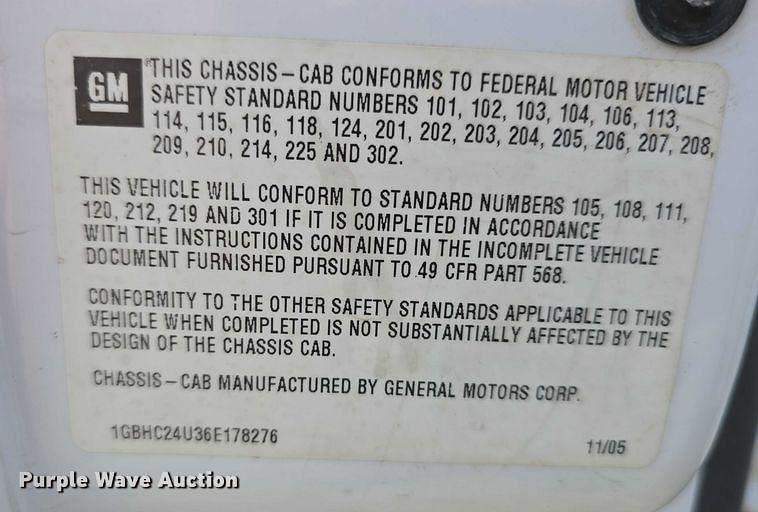 GM
THIS CHASSIS-CAB CONFORMS TO FEDERAL MOTOR VEHICLE
SAFETY STANDARD NUMBERS 101, 102, 103, 104, 106, 113,
114, 115, 116, 118, 124, 201, 202, 203, 204, 205, 206, 207, 208,
209, 210, 214, 225 AND 302.
THIS VEHICLE WILL CONFORM TO STANDARD NUMBERS 105, 108, 111,
120, 212, 219 AND 301 IF IT IS COMPLETED IN ACCORDANCE
WITH THE INSTRUCTIONS CONTAINED IN THE INCOMPLETE VEHICLE
DOCUMENT FURNISHED PURSUANT TO 49 CFR PART 568.
CONFORMITY TO THE OTHER SAFETY STANDARDS APPLICABLE TO THIS
VEHICLE WHEN COMPLETED IS NOT SUBSTANTIALLY AFFECTED BY THE
DESIGN OF THE CHASSIS CAB.
CHASSIS-CAB MANUFACTURED BY GENERAL MOTORS CORP.
1GBHC24U36E178276 11/05
Purple Wave Auction